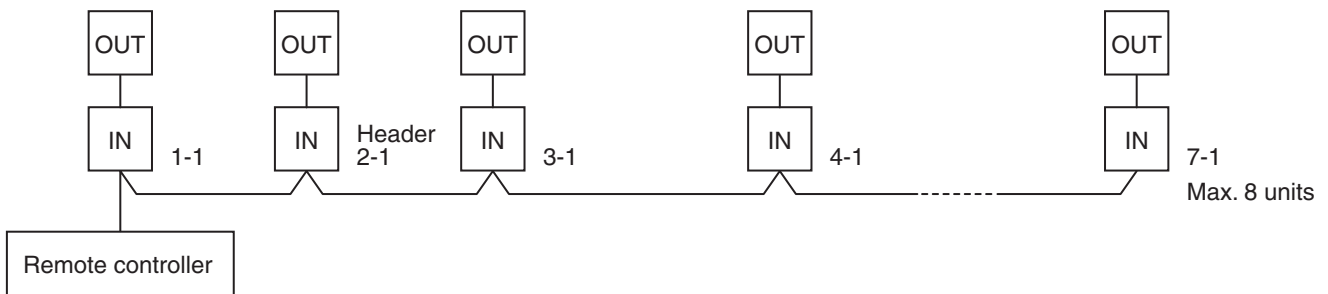 OUT OUT OUT OUT OUT
IN IN IN IN IN
Header
1-1 2-1 3-1 4-1 7-1
Max. 8 units
Remote controller